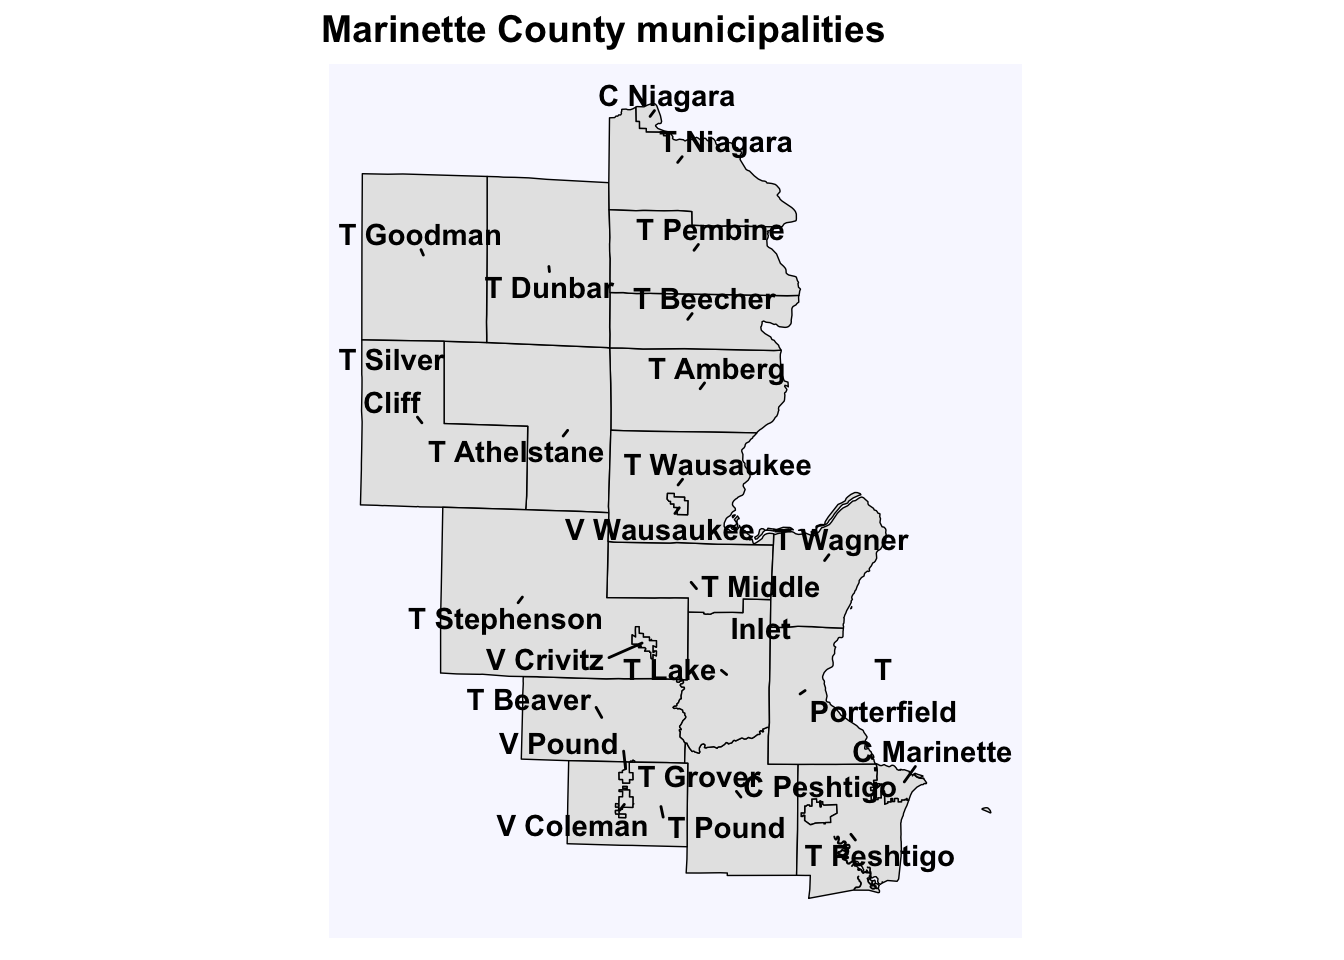 Marinette County municipalities
C Niagara
T Niagara
T Pembine
T Goodman
T Dunbar
T Beecher
T Silver
Cliff
T Amberg
T Athelstane
T Wausaukee
V Wausaukee
T Wagner
T Middle
Inlet
T Stephenson
V Crivitz
T Lake
T
Porterfield
T Beaver
V Pound
C Marinette
T Grover
C Peshtigo
V Coleman
T Pound
T Peshtigo